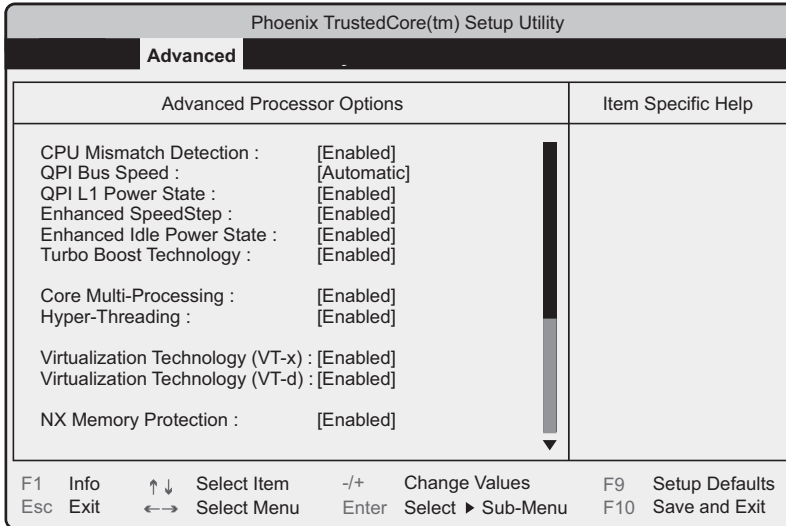 Phoenix TrustedCore(tm) Setup Utility
Advanced
Advanced Processor Options
Item Specific Help
CPU Mismatch Detection : [Enabled]
QPI Bus Speed : [Automatic]
QPI L1 Power State : [Enabled]
Enhanced SpeedStep : [Enabled]
Enhanced Idle Power State : [Enabled]
Turbo Boost Technology : [Enabled]
Core Multi-Processing : [Enabled]
Hyper-Threading : [Enabled]
Virtualization Technology (VT-x) : [Enabled]
Virtualization Technology (VT-d) : [Enabled]
NX Memory Protection : [Enabled]
F1 Info ↑↓ Select Item -/+ Change Values F9 Setup Defaults
Esc Exit ←→ Select Menu Enter Select ▶ Sub-Menu F10 Save and Exit